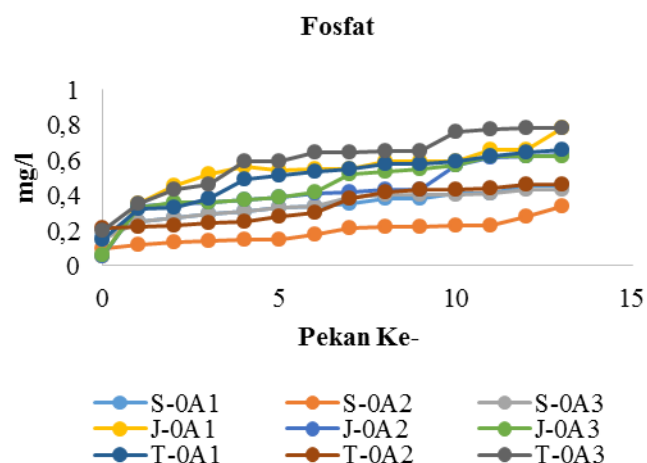 Fosfat
1
0,8
0,6
0,4
0,2
0
mg/l
0 5 10 15
Pekan Ke-
S-0A1 S-0A2 S-0A3
J-0A1 J-0A2 J-0A3
T-0A1 T-0A2 T-0A3